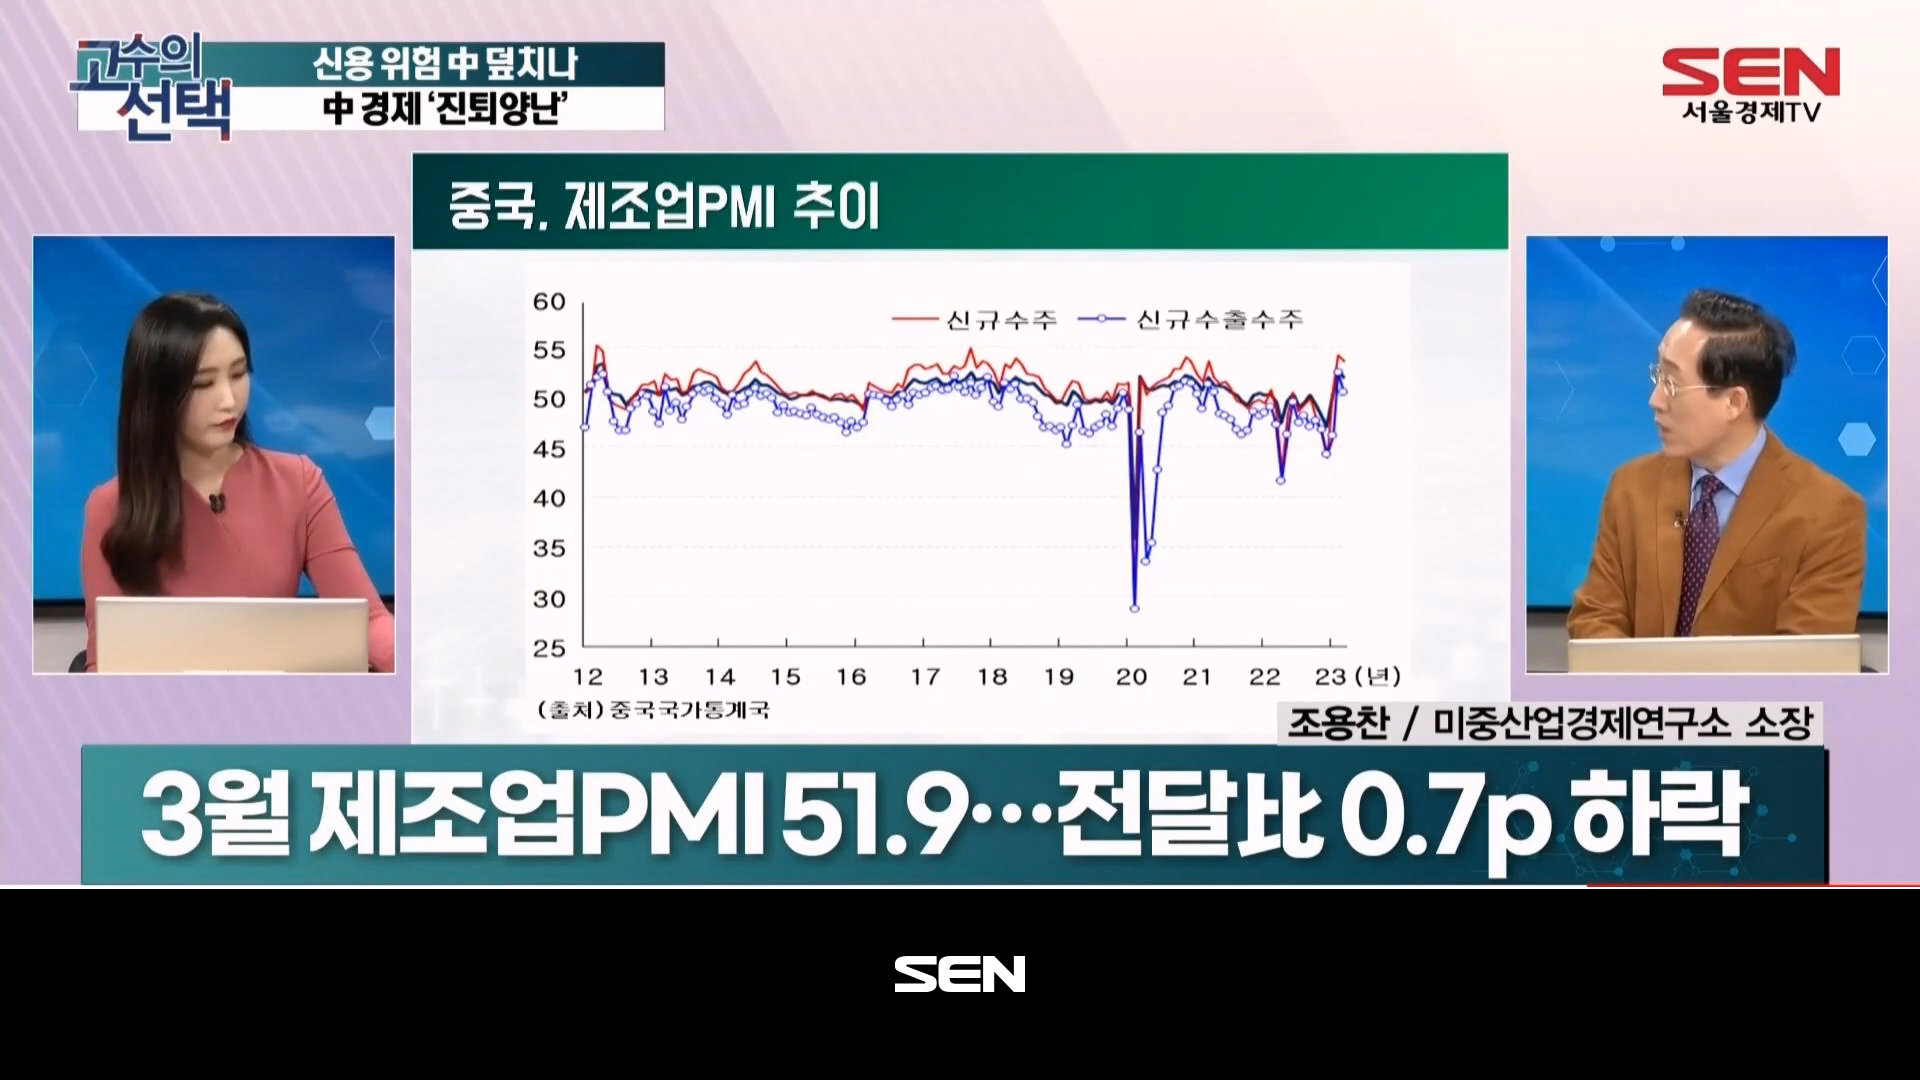 고수의
선택
신용 위험 中 덮치나
中 경제 ‘진퇴양난’
SEN
서울경제TV
중국, 제조업PMI 추이
신규수주 신규수출수주
60
55
50
45
40
35
30
25
12 13 14 15 16 17 18 19 20 21 22 23 (년)
(출처)중국국가통계국
조용찬 / 미중산업경제연구소 소장
3월 제조업PMI 51.9…전달比 0.7p 하락
SEN